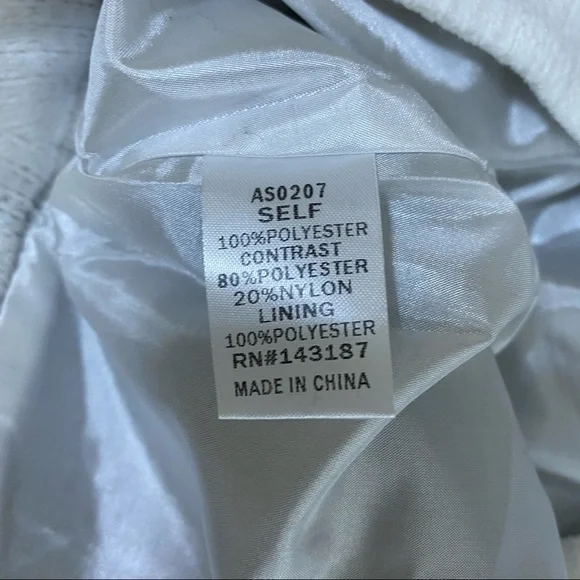 AS0207
SELF
100%POLYESTER
CONTRAST
80%POLYESTER
20%NYLON
LINING
100%POLYESTER
RN#143187
MADE IN CHINA